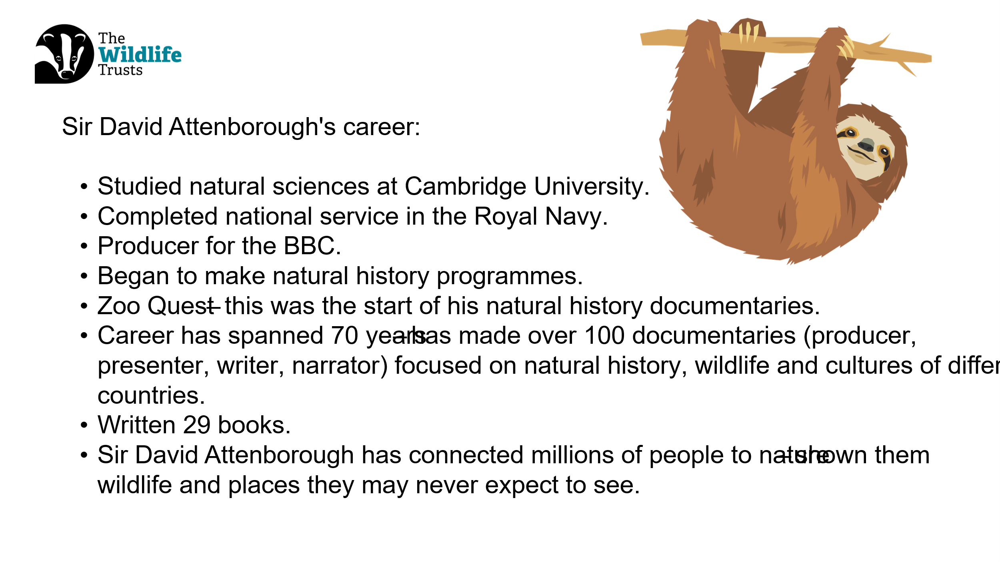 The
Wildlife
Trusts
Sir David Attenborough's career:
• Studied natural sciences at Cambridge University.
• Completed national service in the Royal Navy.
• Producer for the BBC.
• Began to make natural history programmes.
• Zoo Quest – this was the start of his natural history documentaries.
• Career has spanned 70 years – has made over 100 documentaries (producer,
presenter, writer, narrator) focused on natural history, wildlife and cultures of differ
countries.
• Written 29 books.
• Sir David Attenborough has connected millions of people to nature – shown them
wildlife and places they may never expect to see.